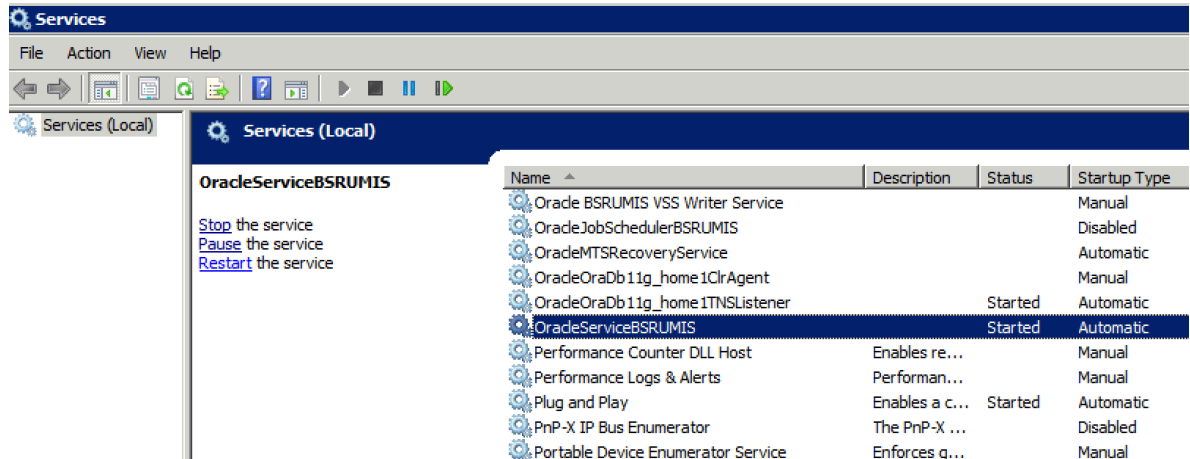 Services
File Action View Help
Services (Local)
Services (Local)
OracleServiceBSRUMIS
Stop the service
Pause the service
Restart the service
Name Description Status Startup Type
Oracle BSRUMIS VSS Writer Service Manual
OracleJobSchedulerBSRUMIS Disabled
OracleMTSRecoveryService Automatic
OracleOraDb11g_home1ClrAgent Manual
OracleOraDb11g_home1TNSListener Started Automatic
OracleServiceBSRUMIS Started Automatic
Performance Counter DLL Host Enables re... Manual
Performance Logs & Alerts Performan... Manual
Plug and Play Enables a c... Started Automatic
PnP-X IP Bus Enumerator The PnP-X ... Disabled
Portable Device Enumerator Service Enforces g... Manual